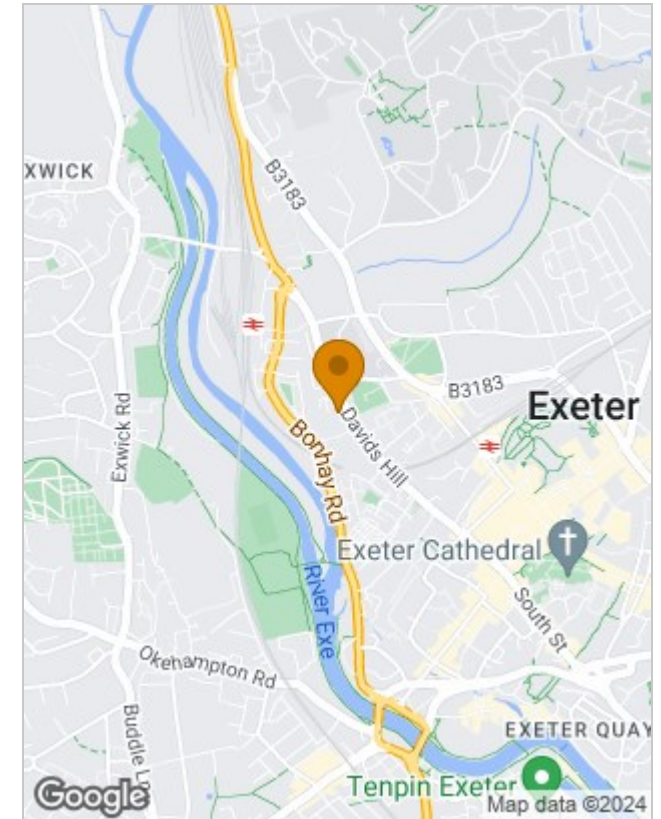 XWICK
B3183
B3183
Exeter
Davids Hill
Bonhay Rd
Exwick Rd
Exeter Cathedral
River Exe
South St
Okehampton Rd
Buddle Ln
EXETER QUAY
Tenpin Exeter
Google
Map data ©2024